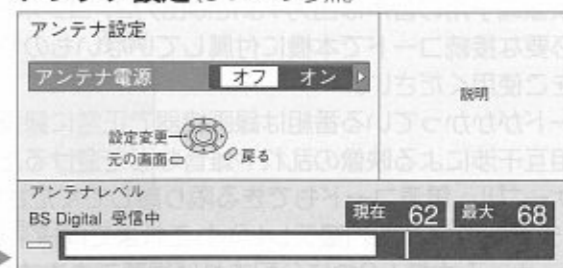 アンテナ設定
アンテナ電源 オフ オン
説明
設定変更
元の画面 戻る
アンテナレベル
BS Digital 受信中
現在 62 最大 68